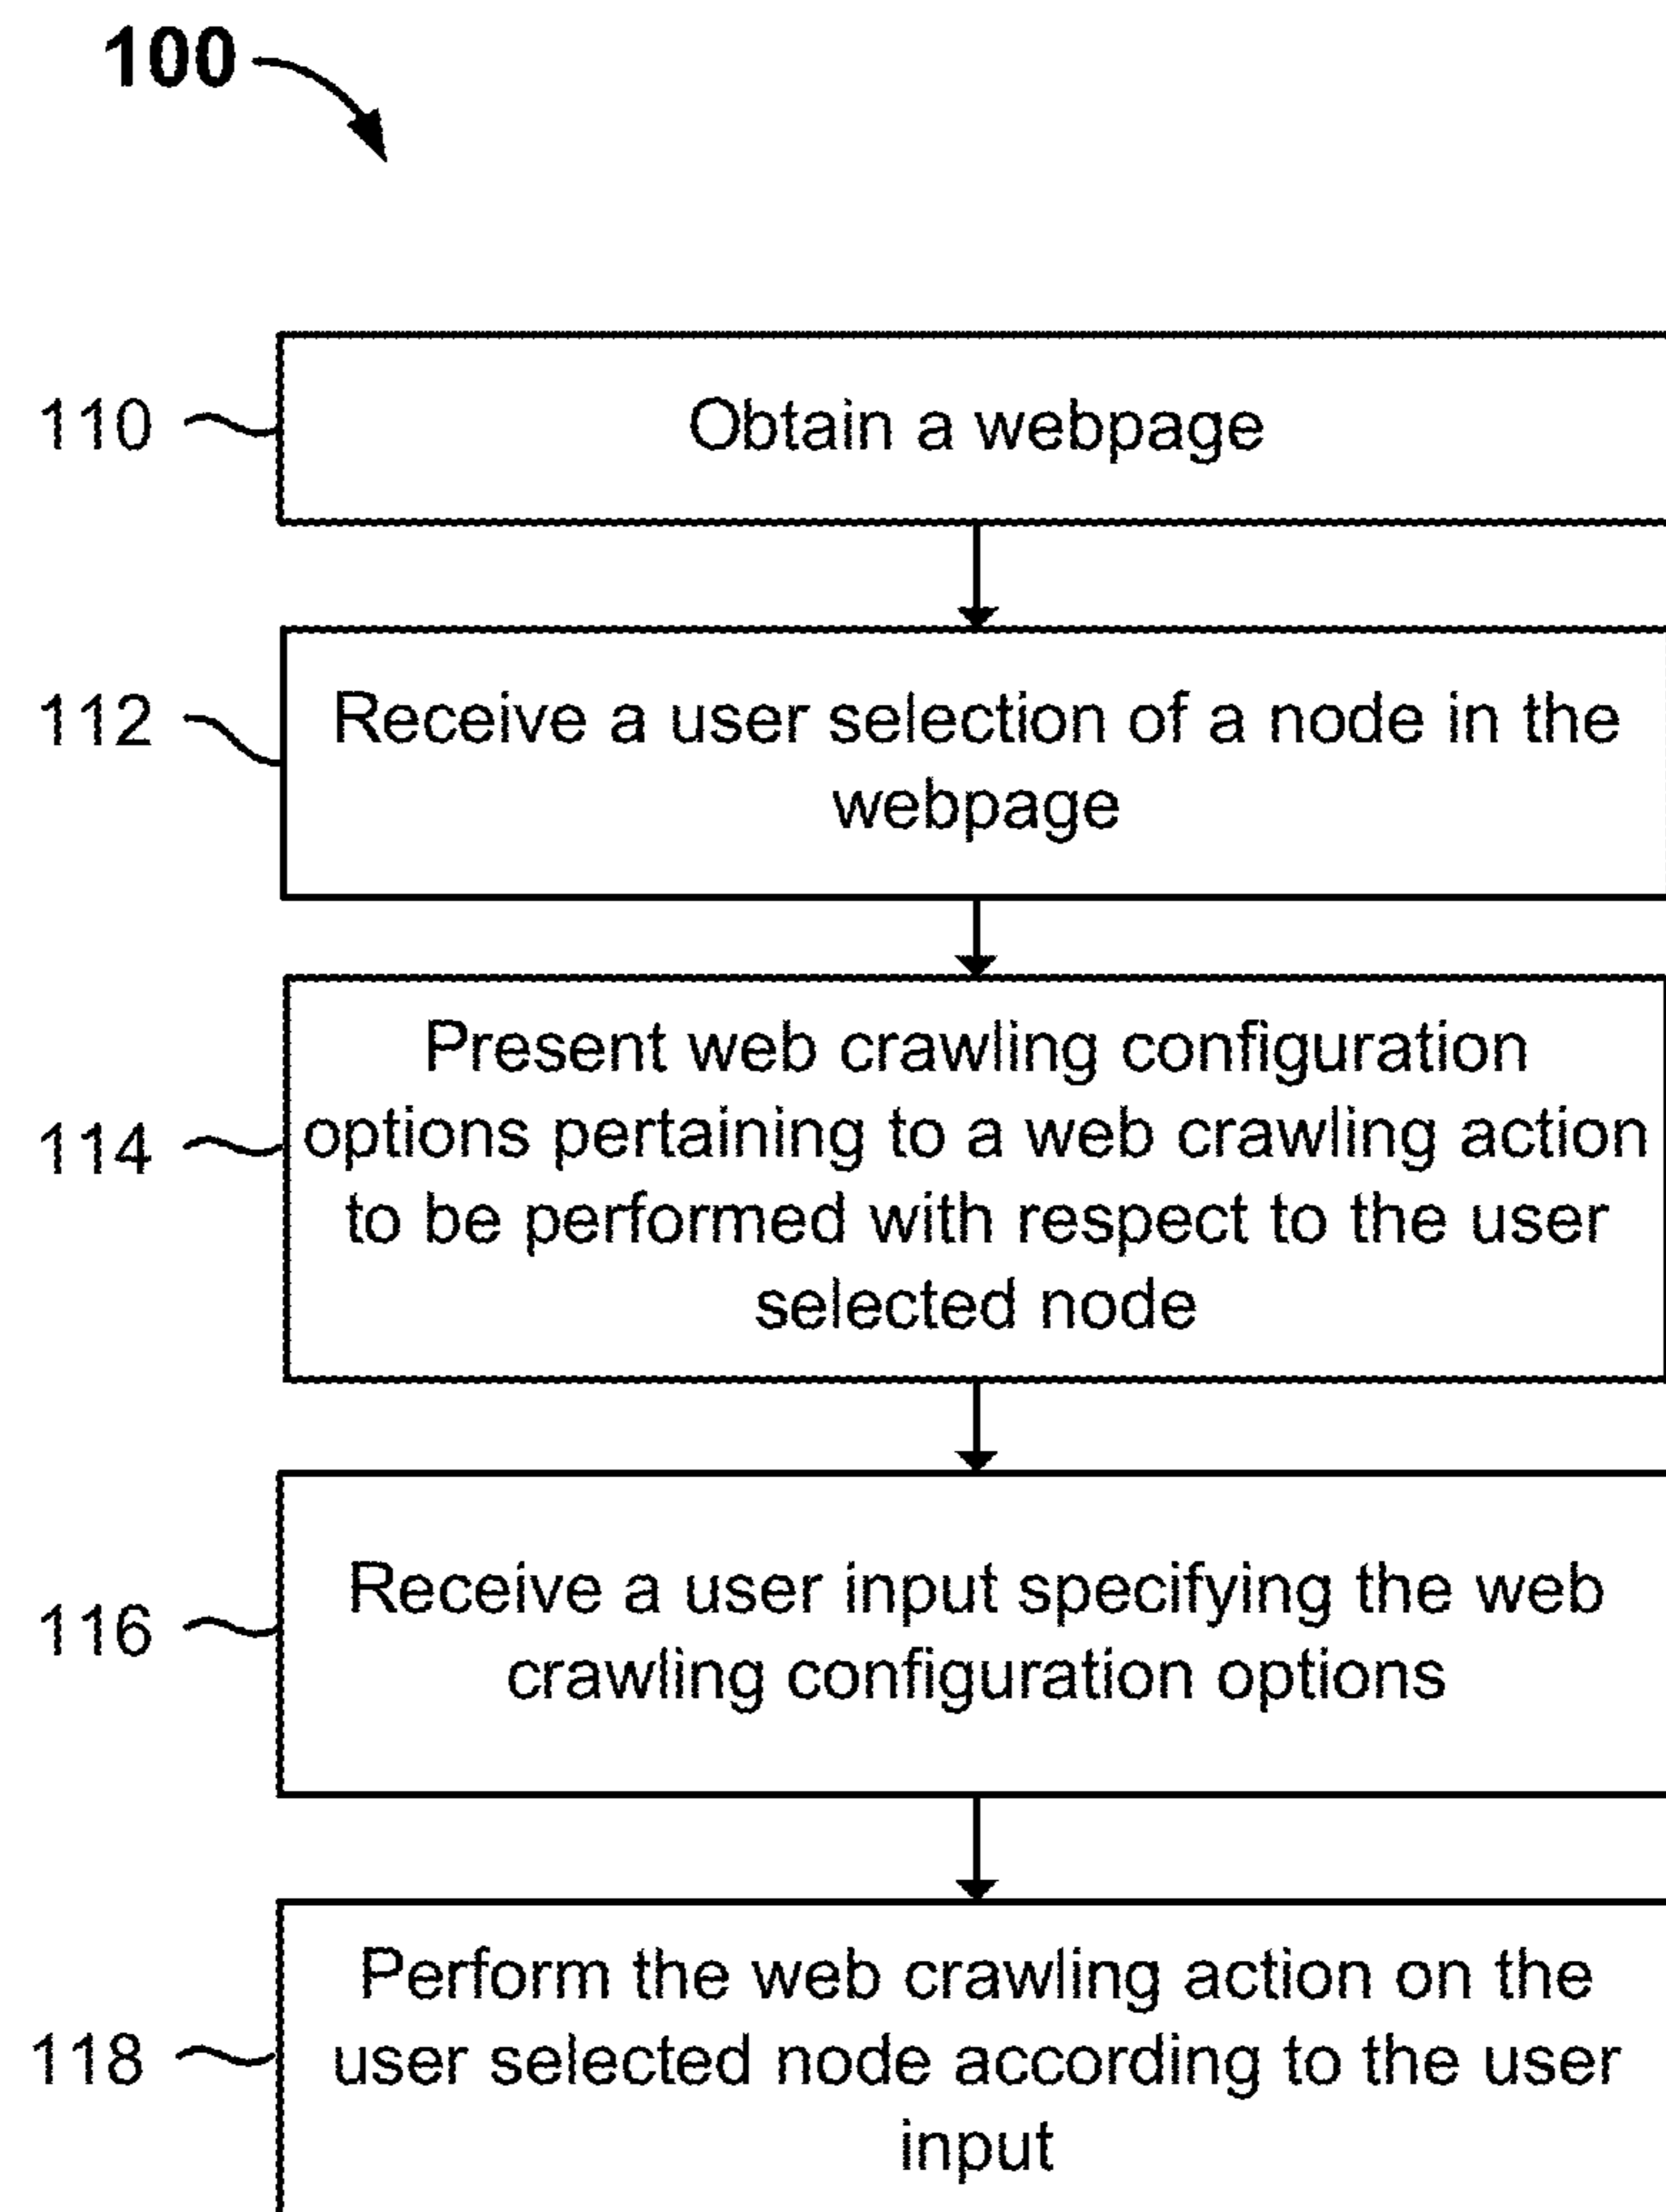 100
110
Obtain a webpage
112
Receive a user selection of a node in the
webpage
114
Present web crawling configuration
options pertaining to a web crawling action
to be performed with respect to the user
selected node
116
Receive a user input specifying the web
crawling configuration options
118
Perform the web crawling action on the
user selected node according to the user
input